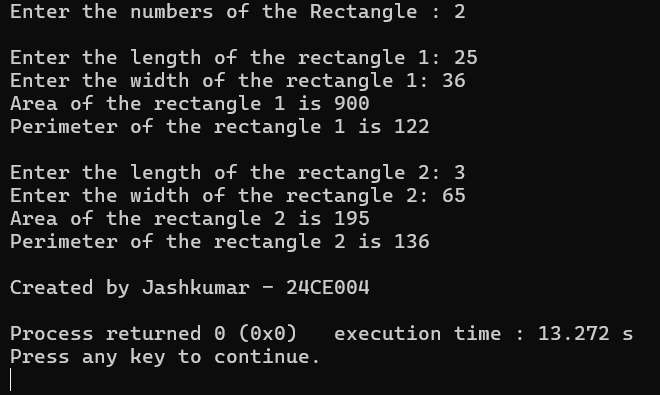 Enter the numbers of the Rectangle : 2
Enter the length of the rectangle 1: 25
Enter the width of the rectangle 1: 36
Area of the rectangle 1 is 900
Perimeter of the rectangle 1 is 122
Enter the length of the rectangle 2: 3
Enter the width of the rectangle 2: 65
Area of the rectangle 2 is 195
Perimeter of the rectangle 2 is 136
Created by Jashkumar - 24CE004
Process returned 0 (0x0)   execution time : 13.272 s
Press any key to continue.